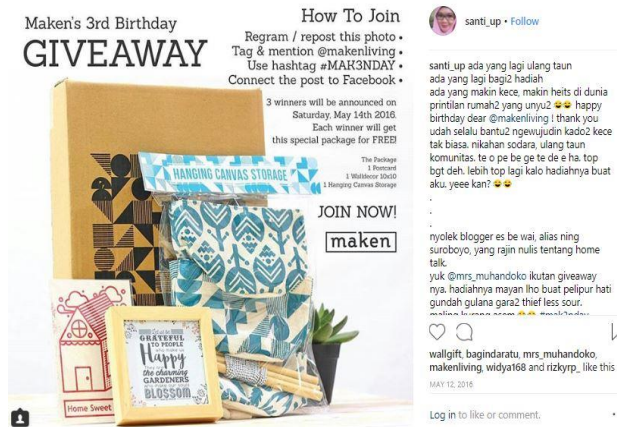 Maken's 3rd Birthday
GIVEAWAY
How To Join
Regram / repost this photo •
Tag & mention @makenliving •
Use hashtag #MAK3NDAY •
Connect the post to Facebook •
3 winners will be announced on
Saturday, May 14th 2016.
Each winner will get
this special package for FREE!
The Package
1 Postcard
1 Walldecor 10x10
1 Hanging Canvas Storage
JOIN NOW!
maken
HANGING CANVAS STORAGE
Home Sweet
GRATEFUL
TO PEOPLE
Happy
the charming
GARDENERS
BLOSSOM
santi_up • Follow
santi_up ada yang lagi ulang taun
ada yang lagi bagi2 hadiah
ada yang makin kece, makin heits di dunia
printilan rumah2 yang unyu2 😄😄 happy
birthday dear @makenliving ! thank you
udah selalu bantu2 ngewujudin kado2 kece
tak biasa. nikahan sodara, ulang taun
komunitas. te o pe be ge te de e ha. top
bgt deh. lebih top lagi kalo hadiahnya buat
aku. yeee kan? 😄😄
.
.
.
nyolek blogger es be wai, alias ning
suroboyo, yang rajin nulis tentang home
talk.
yuk @mrs_muhandoko ikutan giveaway
nya. hadiahnya mayan lho buat pelipur hati
gundah gulana gara2 thief less sour.
maling kurang asem 😄😄 #mak3nday
wallgift, bagindaratu, mrs_muhandoko,
makenliving, widya168 and rizkyrp_ like this
MAY 12, 2016
Log in to like or comment.